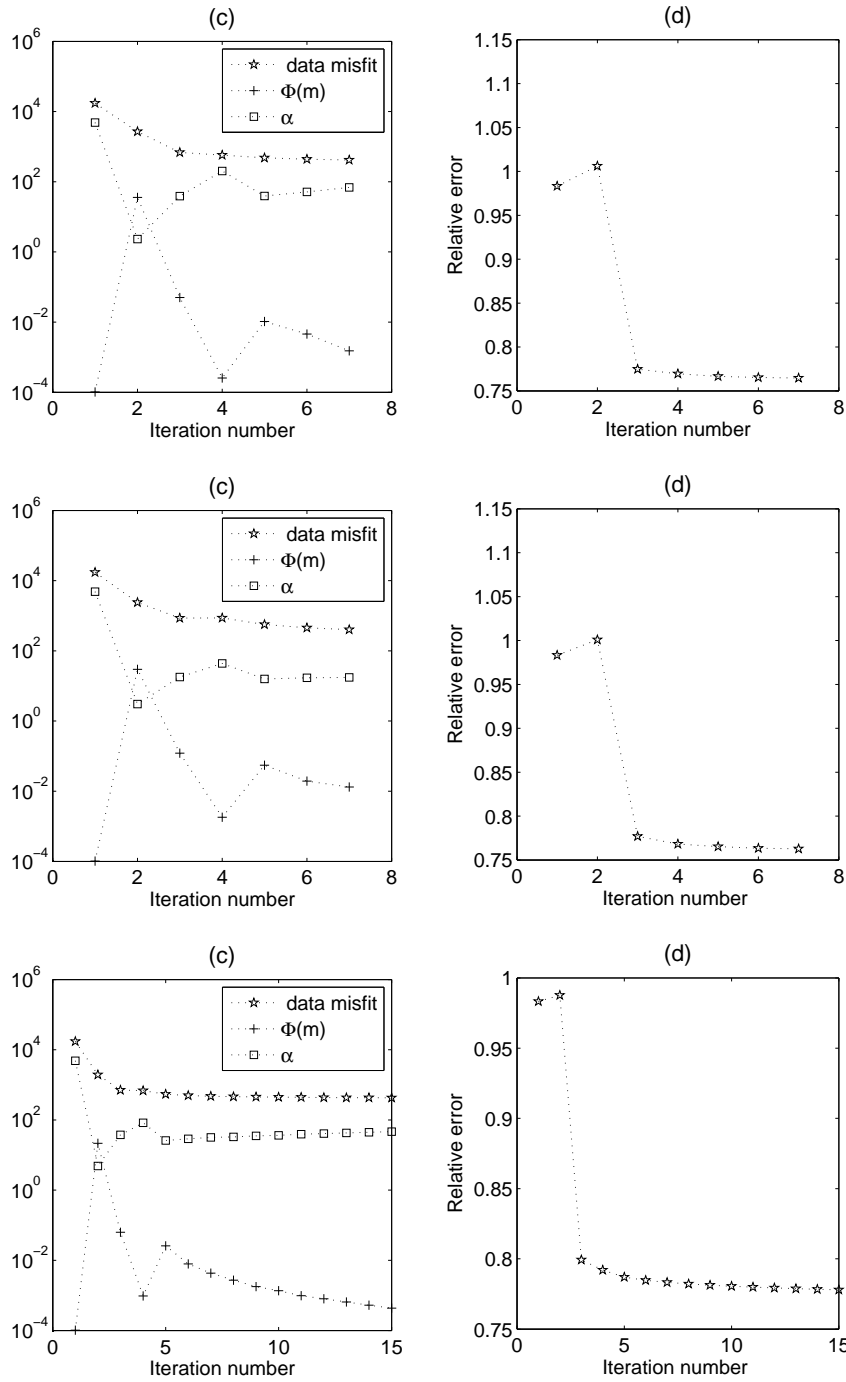 (c)
10^6
10^4
10^2
10^0
10^−2
10^−4
0 2 4 6 8
Iteration number
data misfit
Φ(m)
α
(d)
1.15
1.1
1.05
1
0.95
0.9
0.85
0.8
0.75
0 2 4 6 8
Iteration number
Relative error
(c)
10^6
10^4
10^2
10^0
10^−2
10^−4
0 2 4 6 8
Iteration number
data misfit
Φ(m)
α
(d)
1.15
1.1
1.05
1
0.95
0.9
0.85
0.8
0.75
0 2 4 6 8
Iteration number
Relative error
(c)
10^6
10^4
10^2
10^0
10^−2
10^−4
0 5 10 15
Iteration number
data misfit
Φ(m)
α
(d)
1
0.95
0.9
0.85
0.8
0.75
0 5 10 15
Iteration number
Relative error